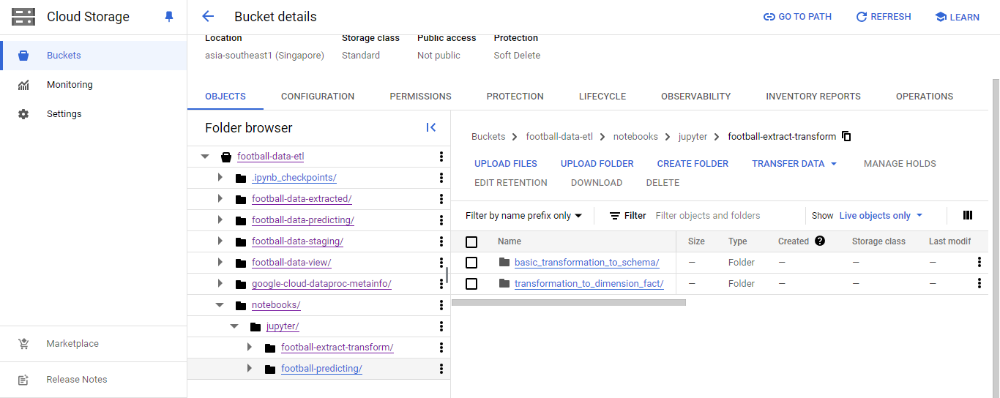 Cloud Storage
Bucket details
GO TO PATH
REFRESH
LEARN
Buckets
Monitoring
Settings
Marketplace
Release Notes
Location Storage class Public access Protection
asia-southeast1 (Singapore) Standard Not public Soft Delete
OBJECTS CONFIGURATION PERMISSIONS PROTECTION LIFECYCLE OBSERVABILITY INVENTORY REPORTS OPERATIONS
Folder browser
football-data-etl
.ipynb_checkpoints/
football-data-extracted/
football-data-predicting/
football-data-staging/
football-data-view/
google-cloud-dataproc-metainfo/
notebooks/
jupyter/
football-extract-transform/
football-predicting/
Buckets > football-data-etl > notebooks > jupyter > football-extract-transform
UPLOAD FILES UPLOAD FOLDER CREATE FOLDER TRANSFER DATA MANAGE HOLDS
EDIT RETENTION DOWNLOAD DELETE
Filter by name prefix only Filter Filter objects and folders Show Live objects only
Name Size Type Created ? Storage class Last modif
basic_transformation_to_schema/ — Folder — — —
transformation_to_dimension_fact/ — Folder — — —